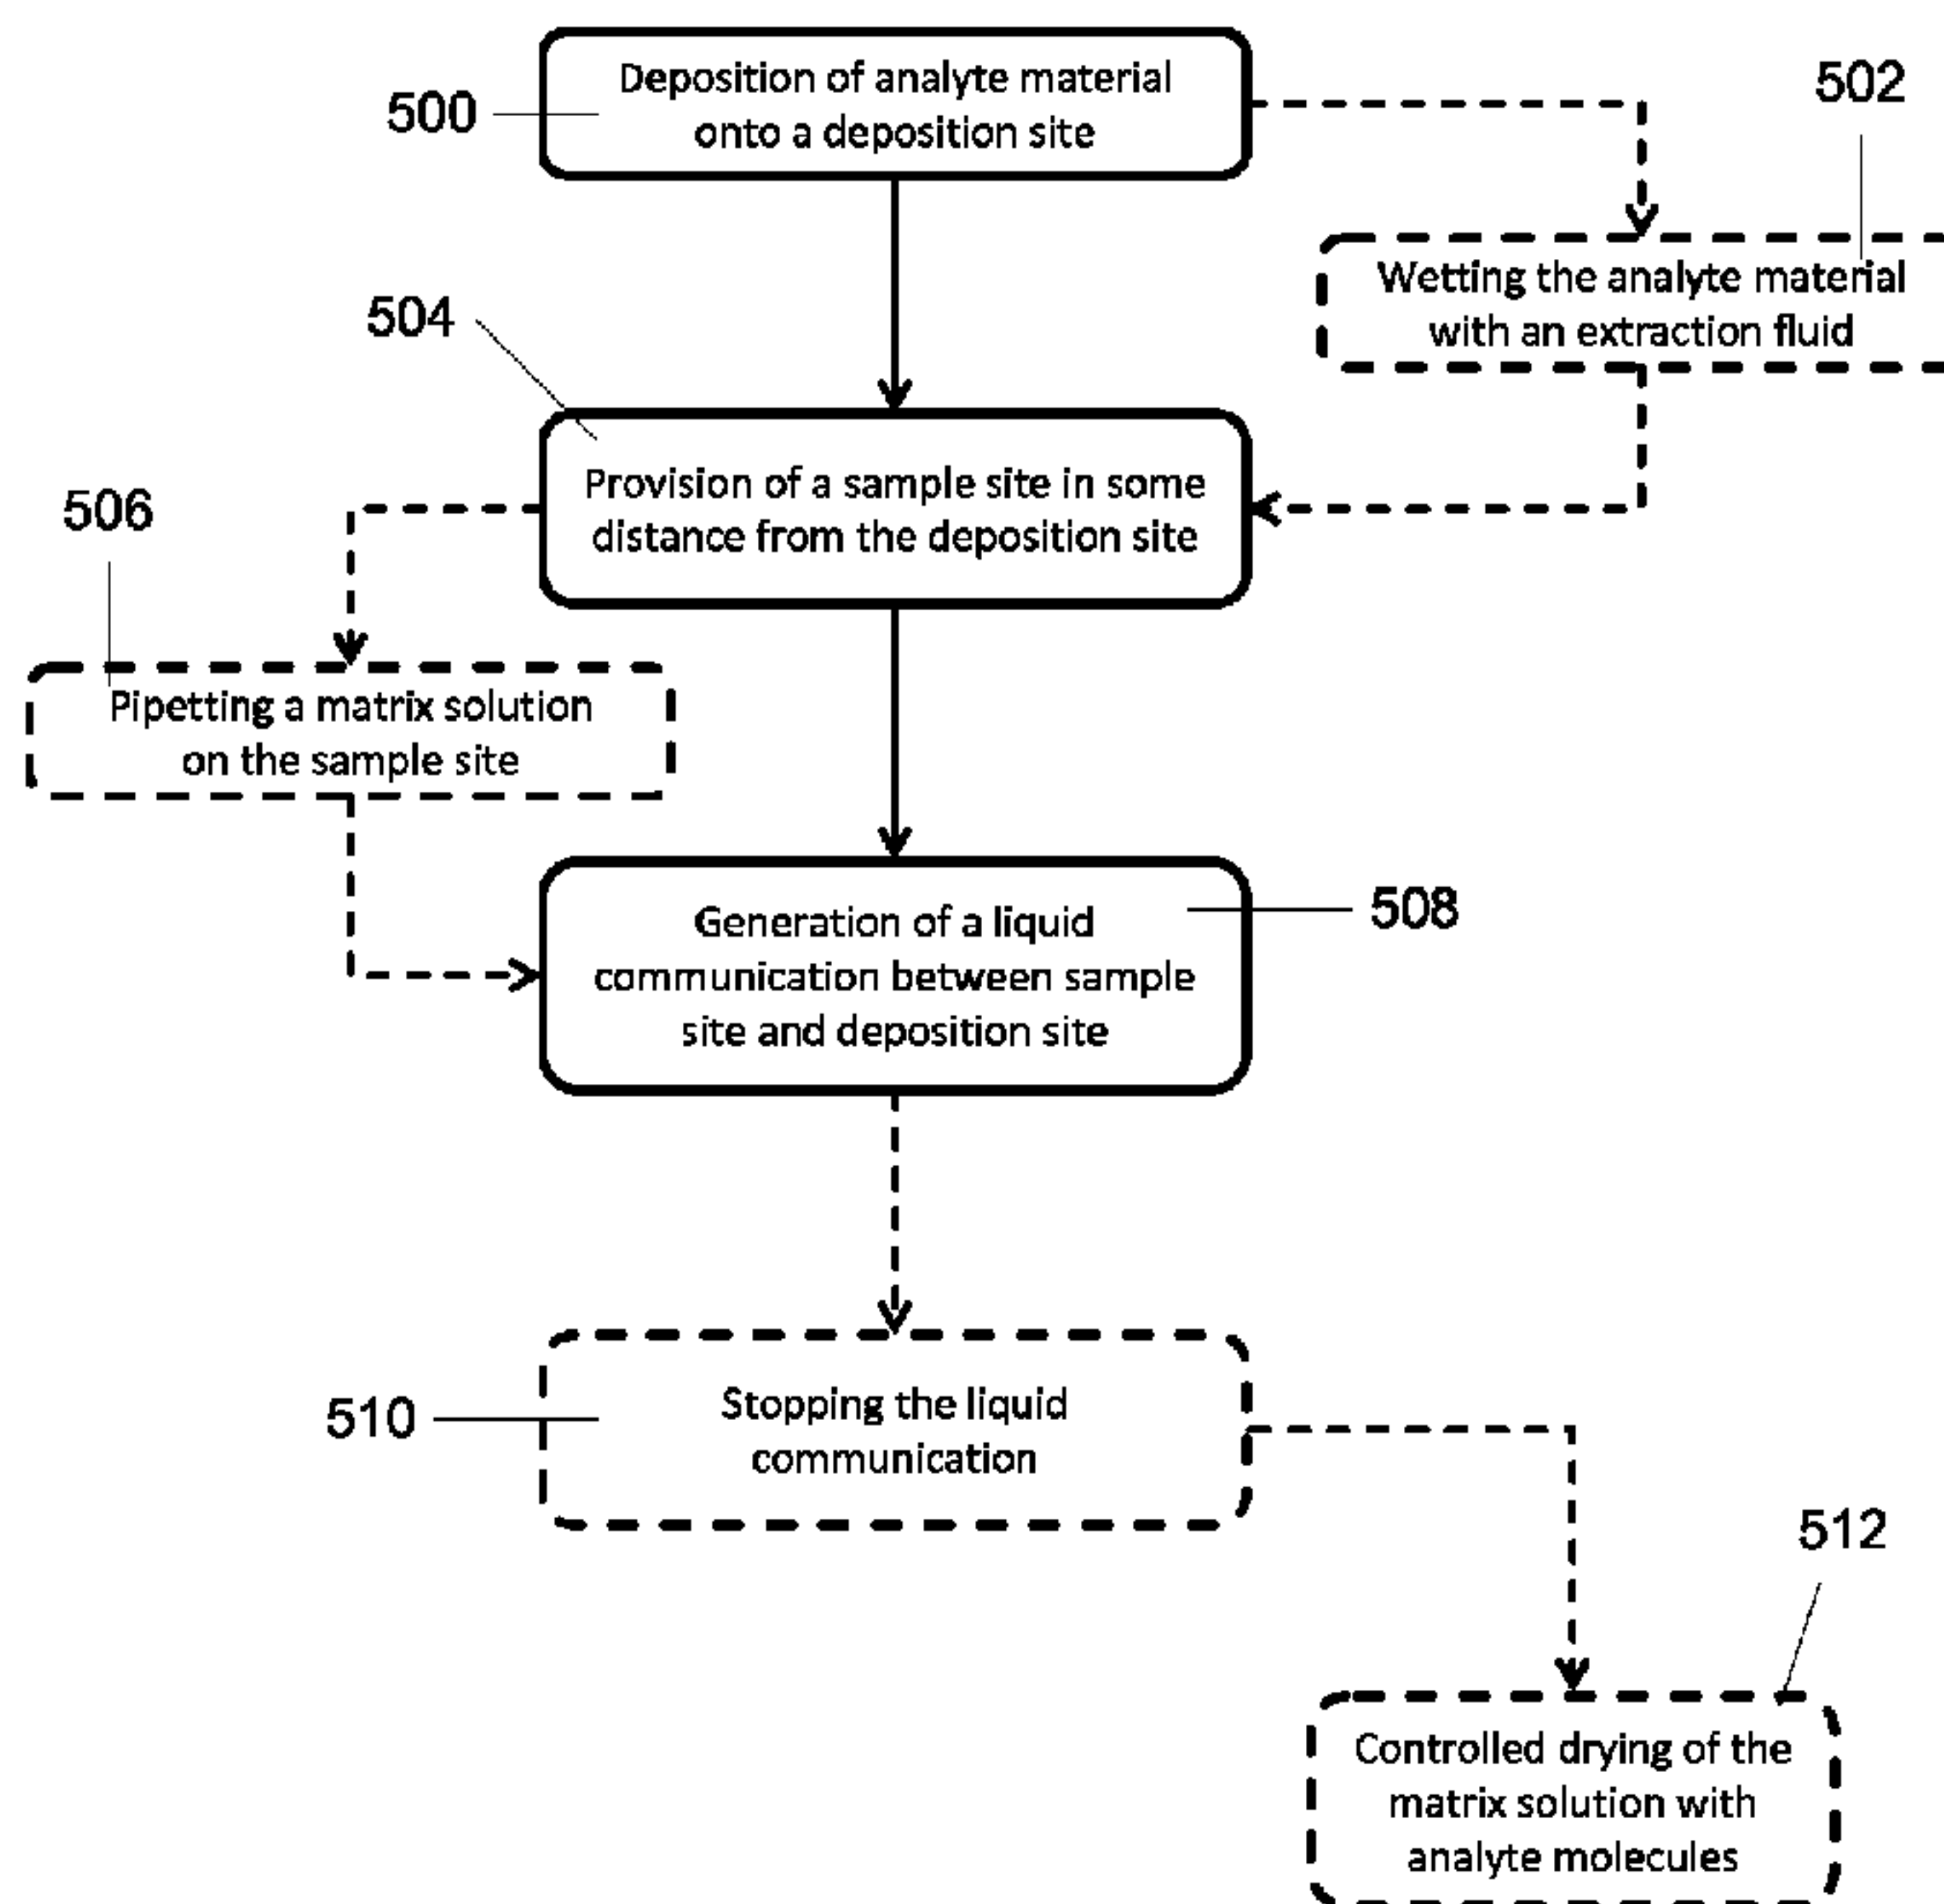 500
Deposition of analyte material
onto a deposition site
502
Wetting the analyte material
with an extraction fluid
504
Provision of a sample site in some
distance from the deposition site
506
Pipetting a matrix solution
on the sample site
508
Generation of a liquid
communication between sample
site and deposition site
510
Stopping the liquid
communication
512
Controlled drying of the
matrix solution with
analyte molecules